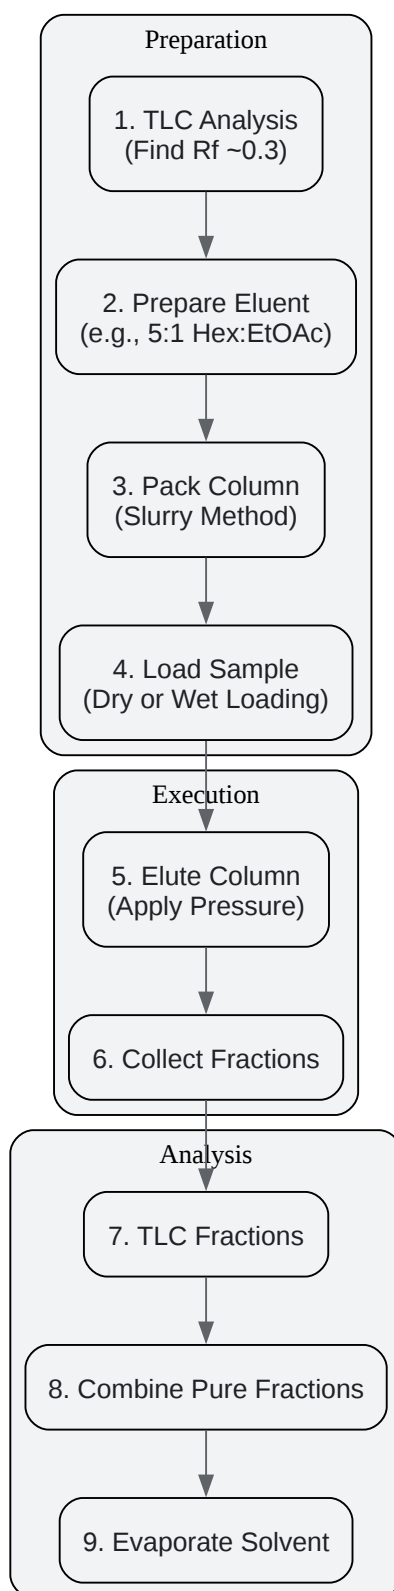 Preparation
1. TLC Analysis
(Find Rf ~0.3)
2. Prepare Eluent
(e.g., 5:1 Hex:EtOAc)
3. Pack Column
(Slurry Method)
4. Load Sample
(Dry or Wet Loading)
Execution
5. Elute Column
(Apply Pressure)
6. Collect Fractions
Analysis
7. TLC Fractions
8. Combine Pure Fractions
9. Evaporate Solvent